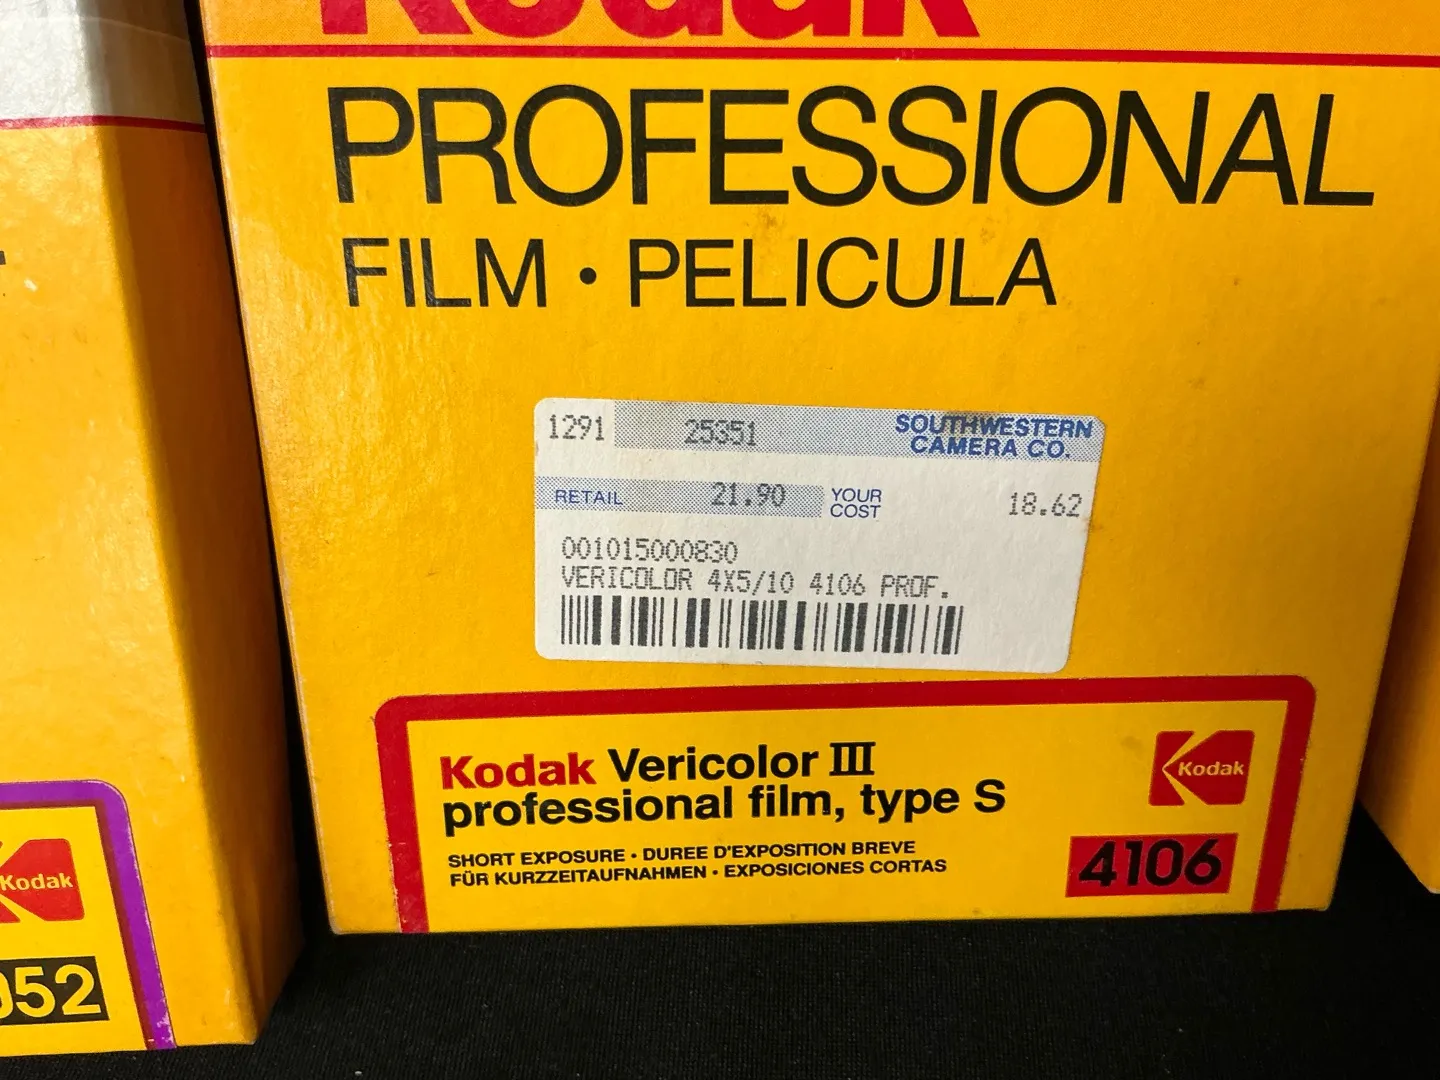 Kodak
PROFESSIONAL
FILM • PELICULA
1291 25351 SOUTHWESTERN
CAMERA CO.
RETAIL 21.90 YOUR COST 18.62
001015000830
VERICOLOR 4X5/10 4106 PROF.
Kodak Vericolor III
professional film, type S
Kodak
SHORT EXPOSURE • DUREE D'EXPOSITION BREVE
FÜR KURZZEITAUFNAHMEN • EXPOSICIONES CORTAS
4106
Kodak
052